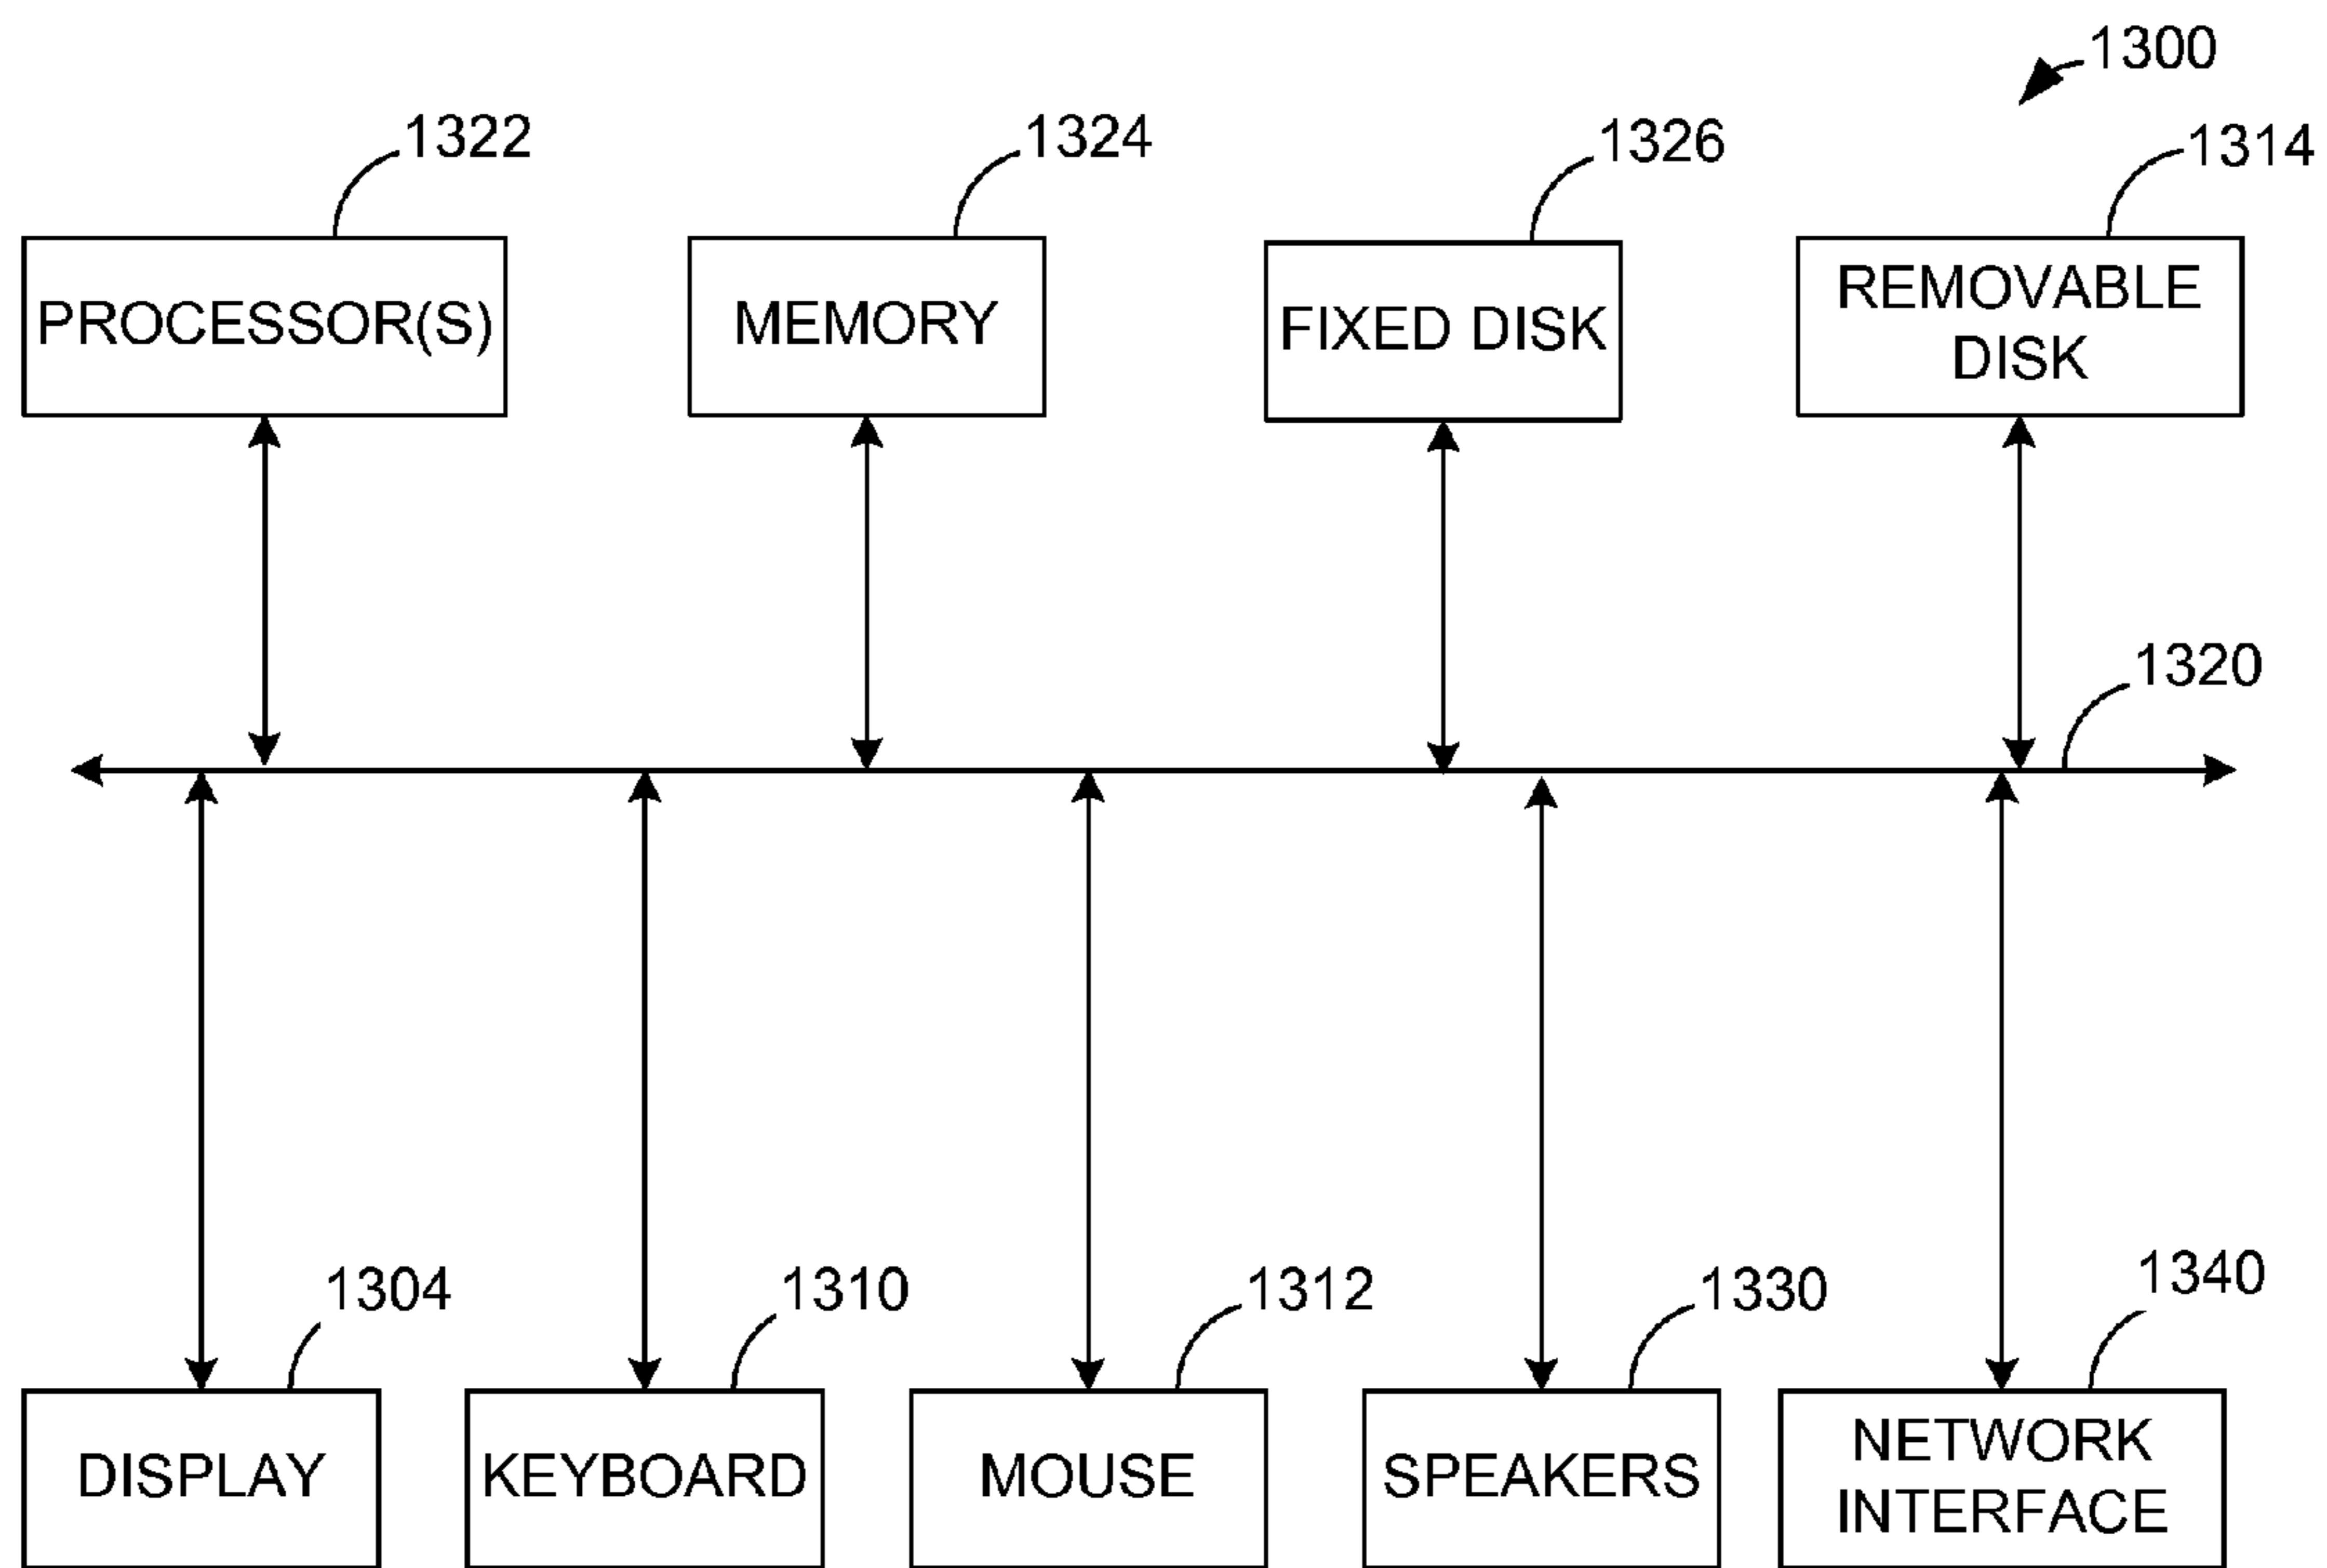 1300
1322
1324
1326
1314
PROCESSOR(S)
MEMORY
FIXED DISK
REMOVABLE
DISK
1320
1304
1310
1312
1330
1340
DISPLAY
KEYBOARD
MOUSE
SPEAKERS
NETWORK
INTERFACE